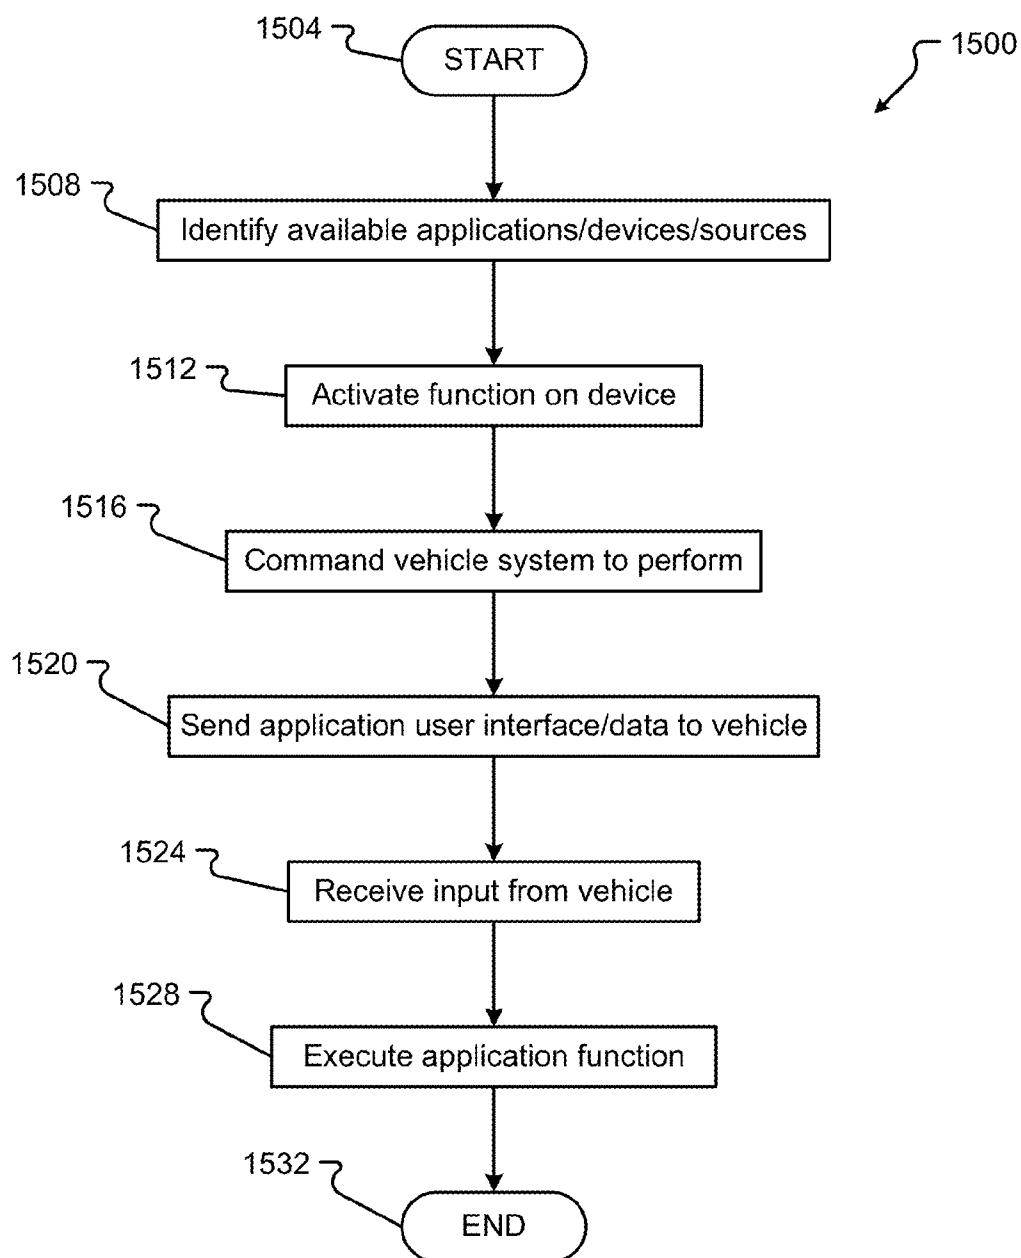 1504
START
1500
1508
Identify available applications/devices/sources
1512
Activate function on device
1516
Command vehicle system to perform
1520
Send application user interface/data to vehicle
1524
Receive input from vehicle
1528
Execute application function
1532
END